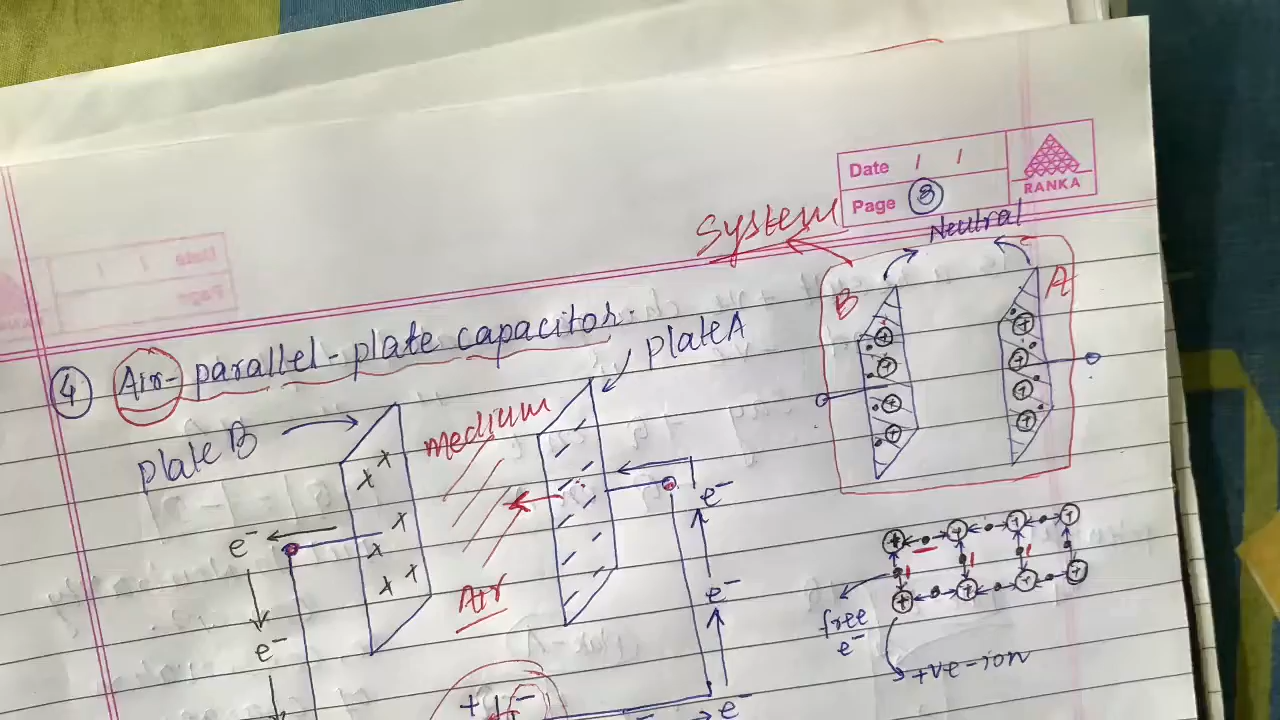 Date / /
Page 8
RANKA
System
Neutral
B
A
4 Air-parallel-plate capacitor.
plate A
plate B
medium
Air
e-
e-
e-
e-
e-
free
e-
+ve-ion
+ -